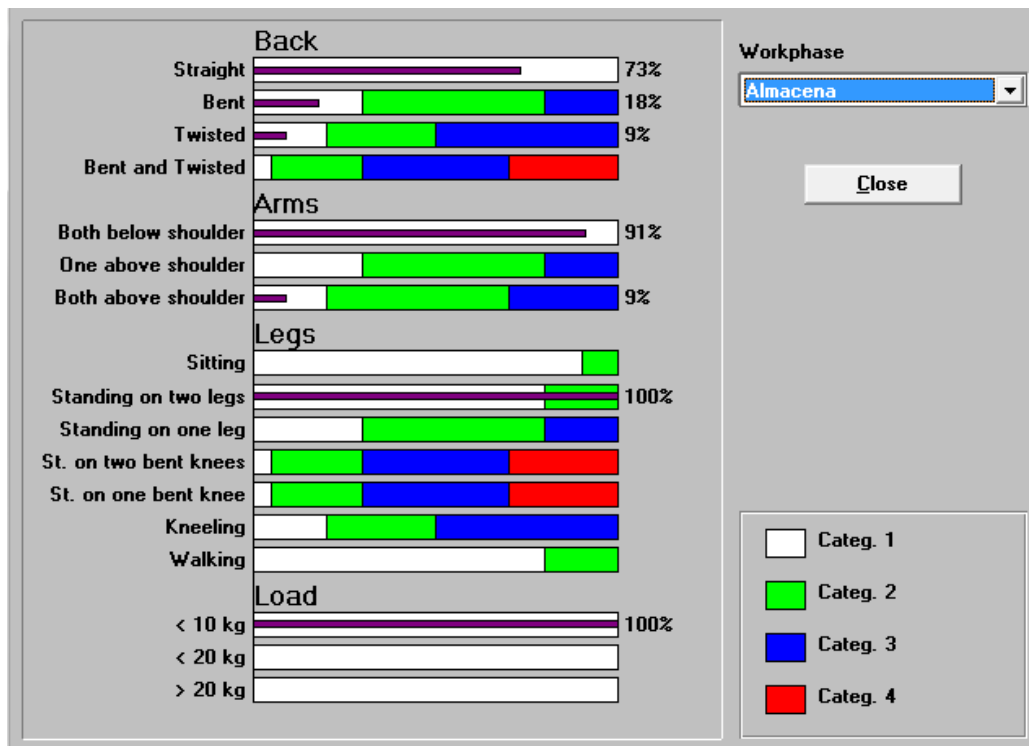 Back
Straight 73%
Bent 18%
Twisted 9%
Bent and Twisted
Arms
Both below shoulder 91%
One above shoulder
Both above shoulder 9%
Legs
Sitting
Standing on two legs 100%
Standing on one leg
St. on two bent knees
St. on one bent knee
Kneeling
Walking
Load
< 10 kg 100%
< 20 kg
> 20 kg
Workphase
Almacena
Close
Categ. 1
Categ. 2
Categ. 3
Categ. 4